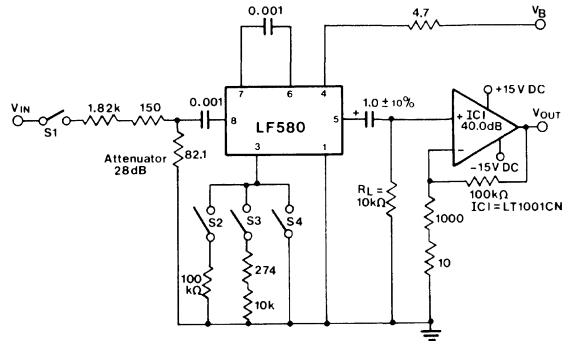 0.001
4.7
VB
7
6
4
+15V DC
VIN
S1
1.82k
150
0.001
8
LF580
5
+
1.0 ± 10%
+
IC1
40.0dB
VOUT
−
Attenuator
28dB
82.1
3
1
−15V DC
100kΩ
IC1=LT1001CN
RL=
10kΩ
S2
S3
S4
1000
100
kΩ
274
10k
10